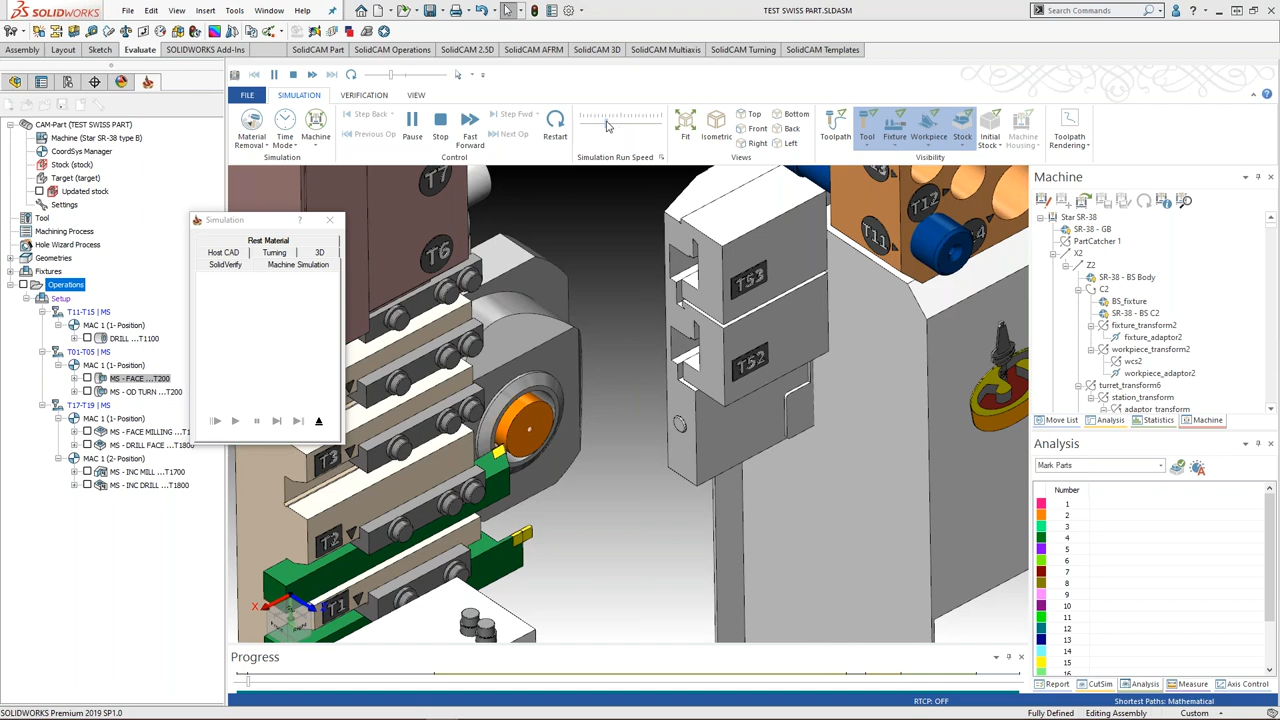 SOLIDWORKS File Edit View Insert Tools Window Help TEST SWISS PART.SLDASM Search Commands
Assembly Layout Sketch Evaluate SOLIDWORKS Add-Ins SolidCAM Part SolidCAM Operations SolidCAM 2.5D SolidCAM AFRM SolidCAM 3D SolidCAM Multiaxis SolidCAM Turning SolidCAM Templates
FILE SIMULATION VERIFICATION VIEW
Material Removal Time Mode Machine
Simulation
Step Back Previous Op Pause Stop Fast Forward Step Fwd Next Op Restart
Control
Simulation Run Speed
Fit Isometric Top Front Right Bottom Back Left
Views
Toolpath Tool Fixture Workpiece Stock Initial Stock Machine Housing
Visibility
Toolpath Rendering
CAM-Part (TEST SWISS PART)
Machine (Star SR-38 type B)
CoordSys Manager
Stock (stock)
Target (target)
Updated stock
Settings
Tool
Machining Process
Hole Wizard Process
Geometries
Fixtures
Operations
Setup
T11-T15 | MS
MAC 1 (1- Position)
DRILL ...T1100
T01-T05 | MS
MAC 1 (1- Position)
MS - FACE ...T200
MS - OD TURN ...T200
T17-T19 | MS
MAC 1 (1- Position)
MS - FACE MILLING
MS - DRILL FACE ...T1800
MAC 1 (2- Position)
MS - INC MILL ...T1700
MS - INC DRILL ...T1800
Simulation ?
Rest Material
Host CAD Turning 3D
SolidVerify Machine Simulation
T7
T6
T3
T2
T1
T53
T52
T12
T11
X
Machine
Star SR-38
SR-38 - GB
PartCatcher 1
X2
Z2
SR-38 - BS Body
C2
BS_fixture
SR-38 - BS C2
fixture_transform2
fixture_adaptor2
workpiece_transform2
wcs2
workpiece_adaptor2
turret_transform6
station_transform
adaptor_transform
Move List Analysis Statistics Machine
Analysis
Mark Parts
Number
1
2
3
4
5
6
7
8
9
10
11
12
13
14
15
16
Report CutSim Analysis Measure Axis Control
Progress
RTCP: OFF Shortest Paths: Mathematical
SOLIDWORKS Premium 2019 SP1.0 Fully Defined Editing Assembly Custom